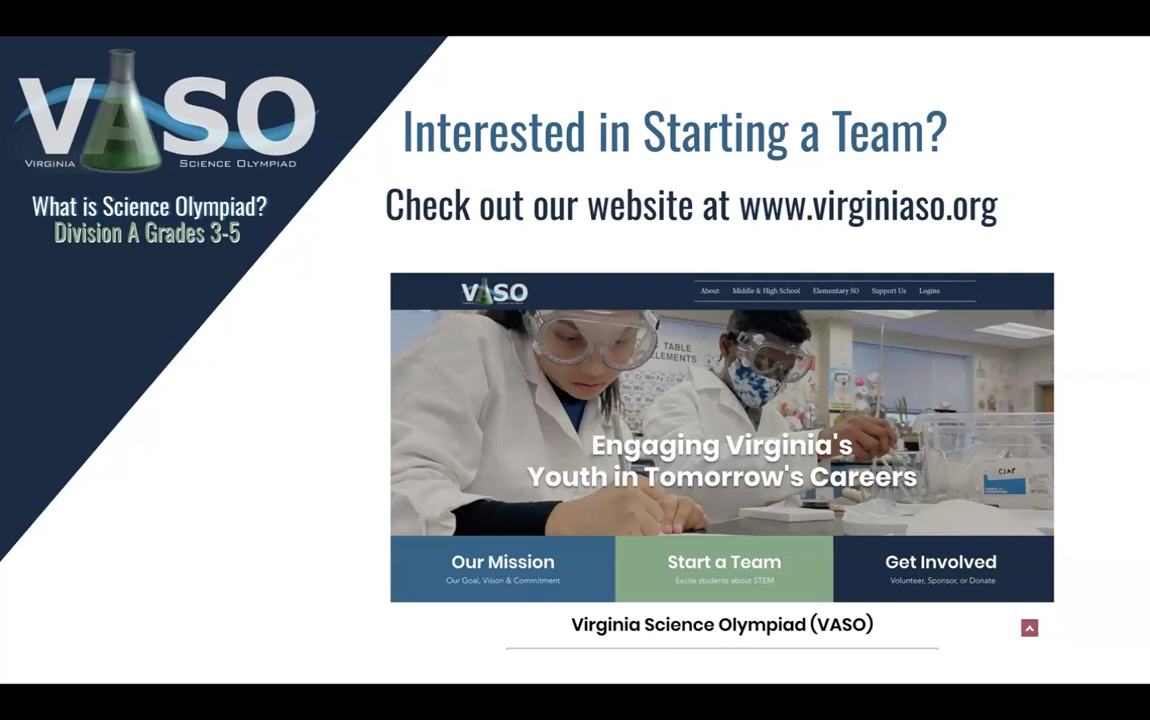 VASO
VIRGINIA SCIENCE OLYMPIAD
What is Science Olympiad?
Division A Grades 3-5
Interested in Starting a Team?
Check out our website at www.virginiaso.org
VASO
About Middle & High School Elementary SO Support Us Logins
TABLE
ELEMENTS
Engaging Virginia's
Youth in Tomorrow's Careers
Our Mission
Our Goal, Vision & Commitment
Start a Team
Excite students about STEM
Get Involved
Volunteer, Sponsor, or Donate
Virginia Science Olympiad (VASO)